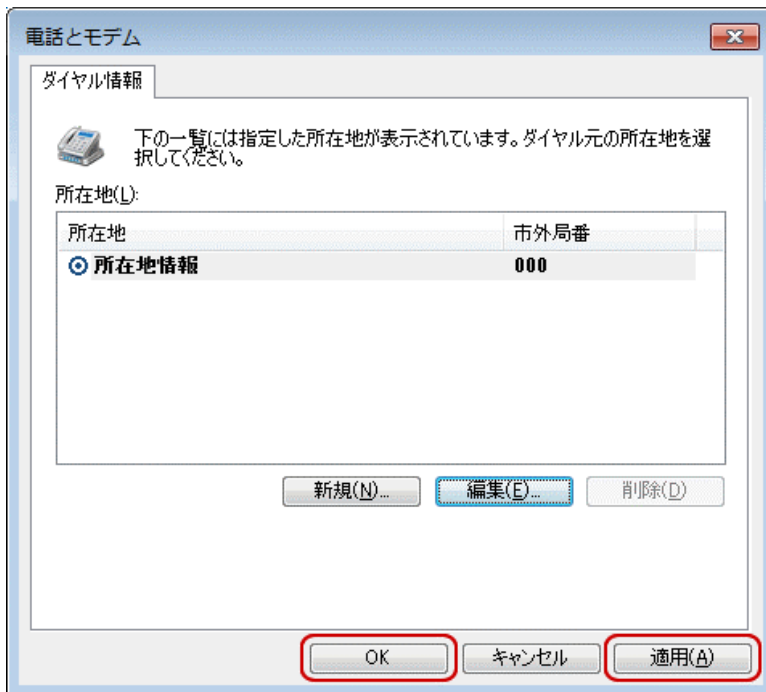 電話とモデム
ダイヤル情報
下の一覧には指定した所在地が表示されています。ダイヤル元の所在地を選
択してください。
所在地(L):
所在地 市外局番
所在地情報 000
新規(N)... 編集(E)... 削除(D)
OK キャンセル 適用(A)